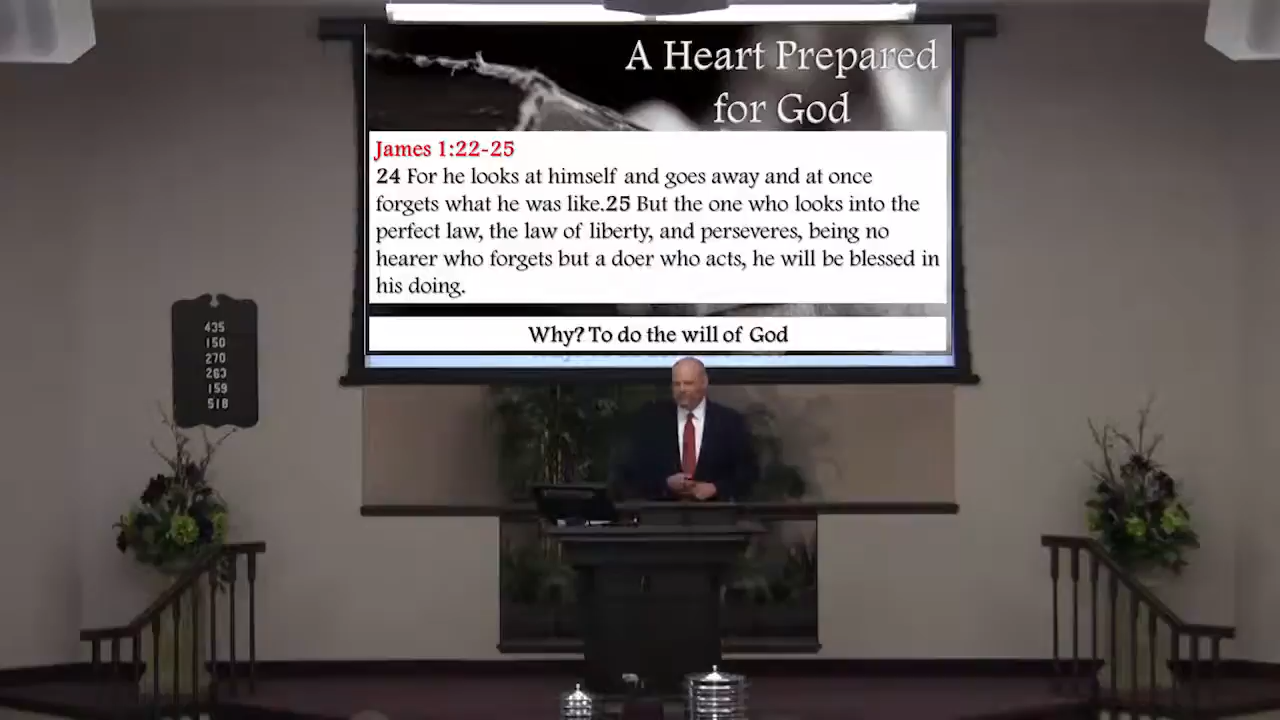 A Heart Prepared
for God
James 1:22-25
24 For he looks at himself and goes away and at once
forgets what he was like.25 But the one who looks into the
perfect law, the law of liberty, and perseveres, being no
hearer who forgets but a doer who acts, he will be blessed in
his doing.
Why? To do the will of God
435
150
270
263
159
518